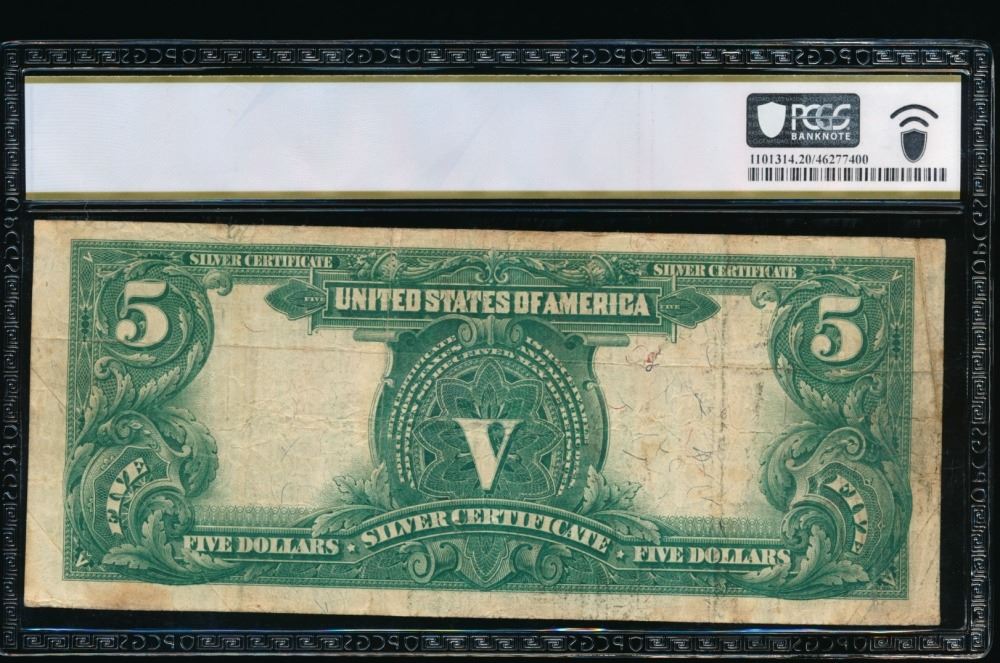 PCGS
BANKNOTE
1101314.20/46277400
SILVER CERTIFICATE
SILVER CERTIFICATE
5
5
FIVE
UNITED STATES OF AMERICA
FIVE
V
FIVE
FIVE
SILVER CERTIFICATE
FIVE DOLLARS
FIVE DOLLARS